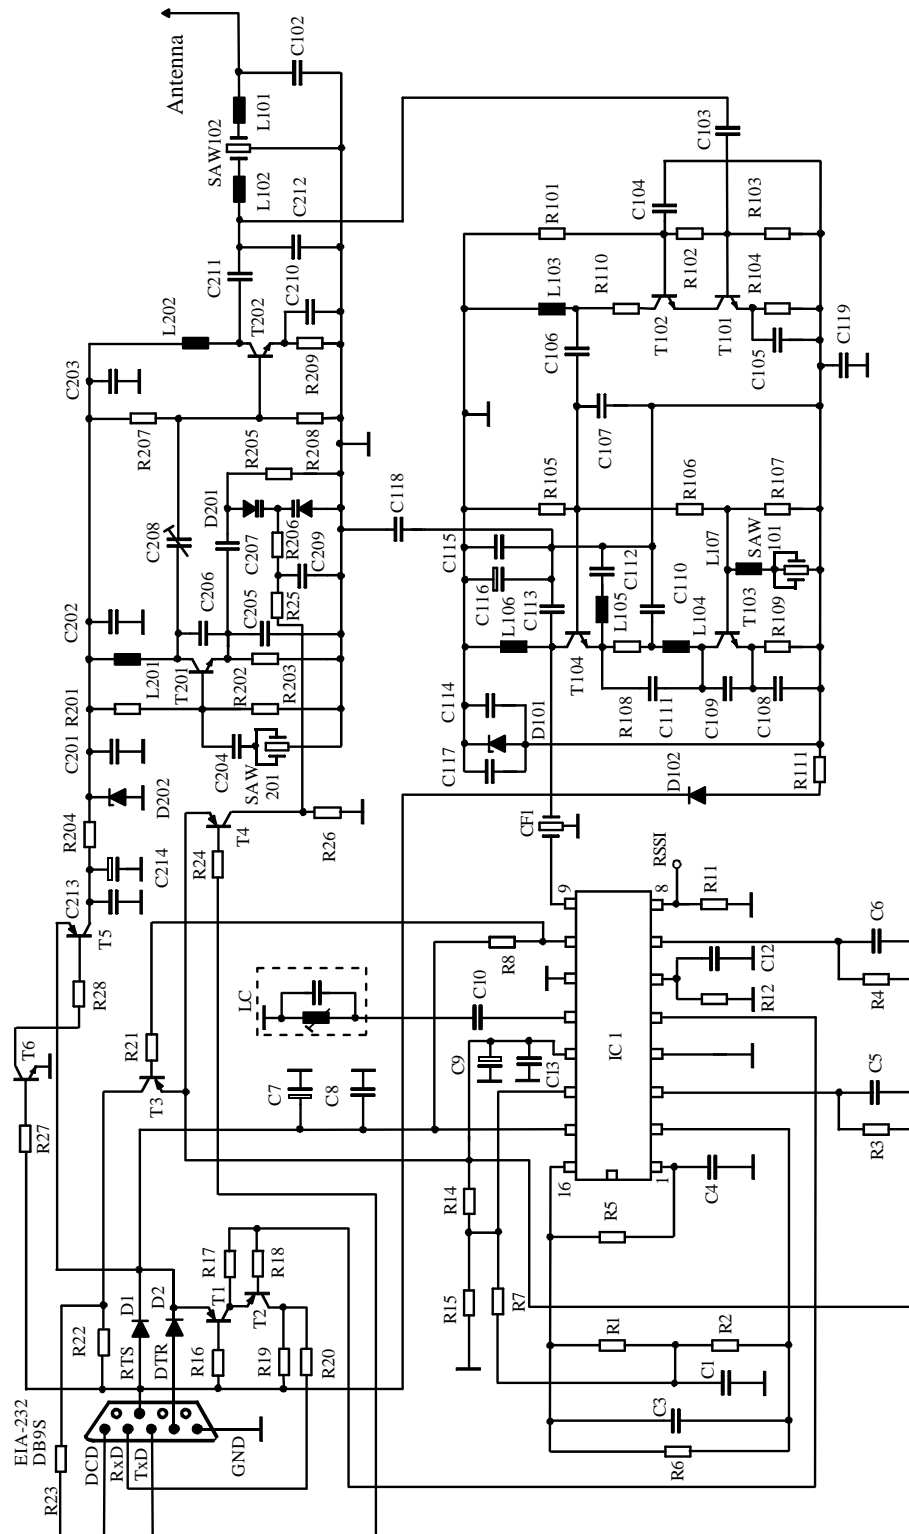 Antenna
C102
L101
SAW102
L102
C212
C103
C211
C210
L202
T202
R209
C203
R207
R205
R208
D201
C208
C207
R206
C209
C118
C206
C205
R25
C202
L201
T201
R202
R203
R201
C201
C204
SAW
201
D202
R204
C214
C213
T5
R24
T4
R26
R28
T6
R27
R21
T3
LC
C10
R8
C7
C8
C9
C13
R101
C104
R103
L103
R110
R102
R104
T102
T101
C106
C105
C119
C107
R105
R106
R107
C115
C116
C113
L106
C112
L105
C110
L107
SAW
101
L104
T103
R109
T104
R108
C111
C109
C108
C114
D101
C117
D102
R111
CF1
RSSI
9
8
R11
C12
R12
IC 1
C6
R4
C5
R3
16
1
C4
R14
R5
R15
R7
R1
R2
C1
C3
R6
R17
R18
T1
T2
D1
D2
R22
RTS
DTR
R16
R19
R20
EIA-232
DB9S
R23
DCD
RxD
TxD
GND